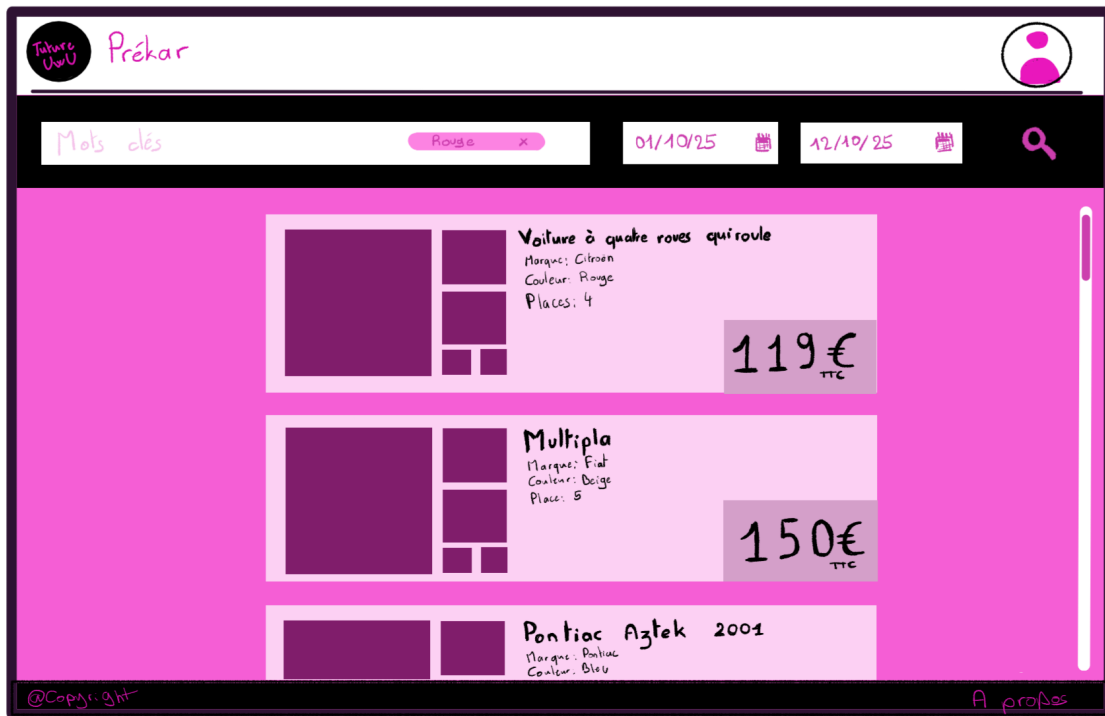 Tuture
UwU
Prékar
Mots clés
Rouge x
01/10/25
12/10/25
Voiture à quatre roues qui roule
Marque: Citroën
Couleur: Rouge
Places: 4
119€
TTC
Multipla
Marque: Fiat
Couleur: Beige
Place: 5
150€
TTC
Pontiac Aztek 2001
Marque: Pontiac
Couleur: Bleu
@Copyright
A propos